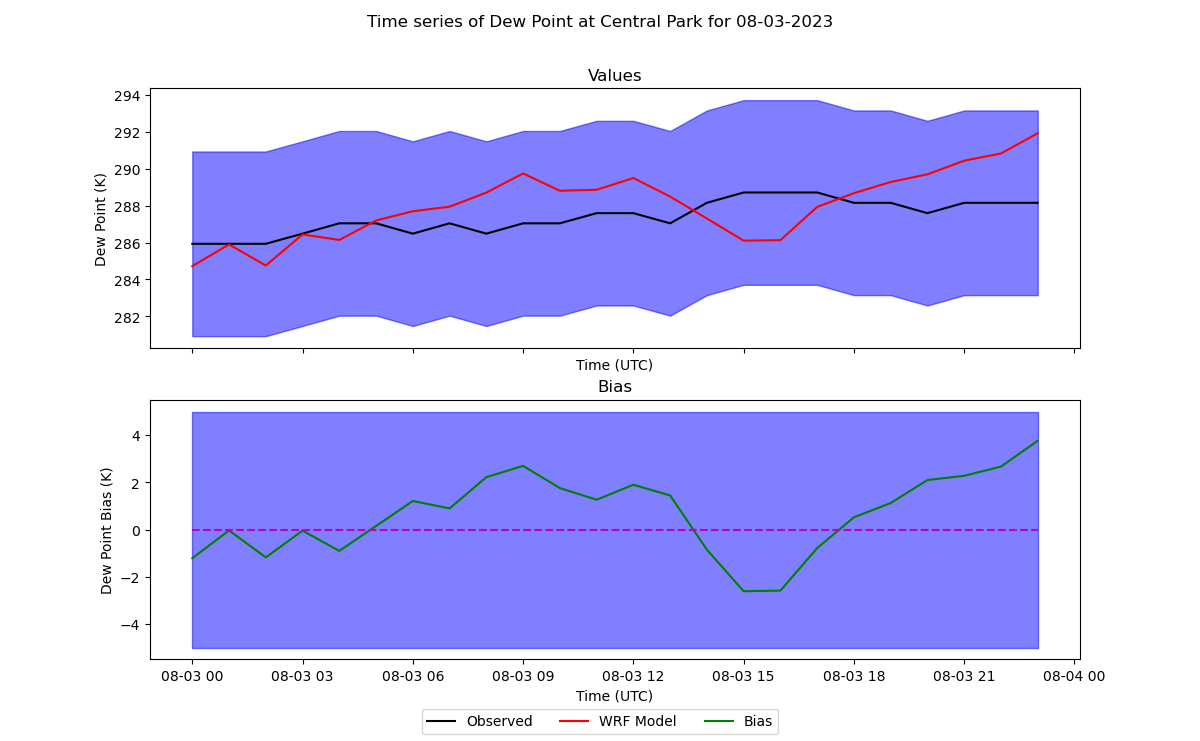 Time series of Dew Point at Central Park for 08-03-2023
Values
294
292
290
288
286
284
282
Dew Point (K)
Time (UTC)
Bias
4
2
0
−2
−4
Dew Point Bias (K)
08-03 00 08-03 03 08-03 06 08-03 09 08-03 12 08-03 15 08-03 18 08-03 21 08-04 00
Time (UTC)
Observed WRF Model Bias